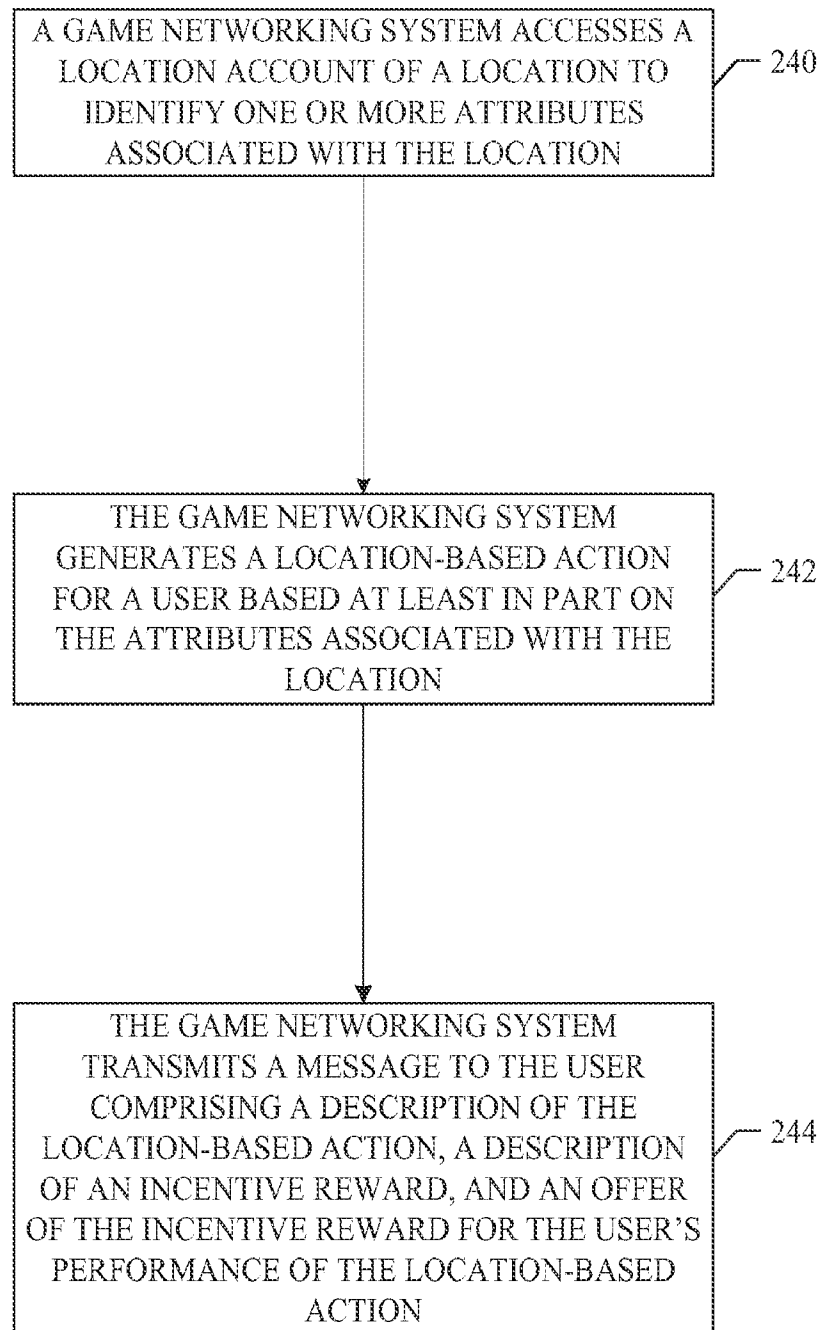 A GAME NETWORKING SYSTEM ACCESSES A
LOCATION ACCOUNT OF A LOCATION TO
IDENTIFY ONE OR MORE ATTRIBUTES
ASSOCIATED WITH THE LOCATION
240
THE GAME NETWORKING SYSTEM
GENERATES A LOCATION-BASED ACTION
FOR A USER BASED AT LEAST IN PART ON
THE ATTRIBUTES ASSOCIATED WITH THE
LOCATION
242
THE GAME NETWORKING SYSTEM
TRANSMITS A MESSAGE TO THE USER
COMPRISING A DESCRIPTION OF THE
LOCATION-BASED ACTION, A DESCRIPTION
OF AN INCENTIVE REWARD, AND AN OFFER
OF THE INCENTIVE REWARD FOR THE USER'S
PERFORMANCE OF THE LOCATION-BASED
ACTION
244